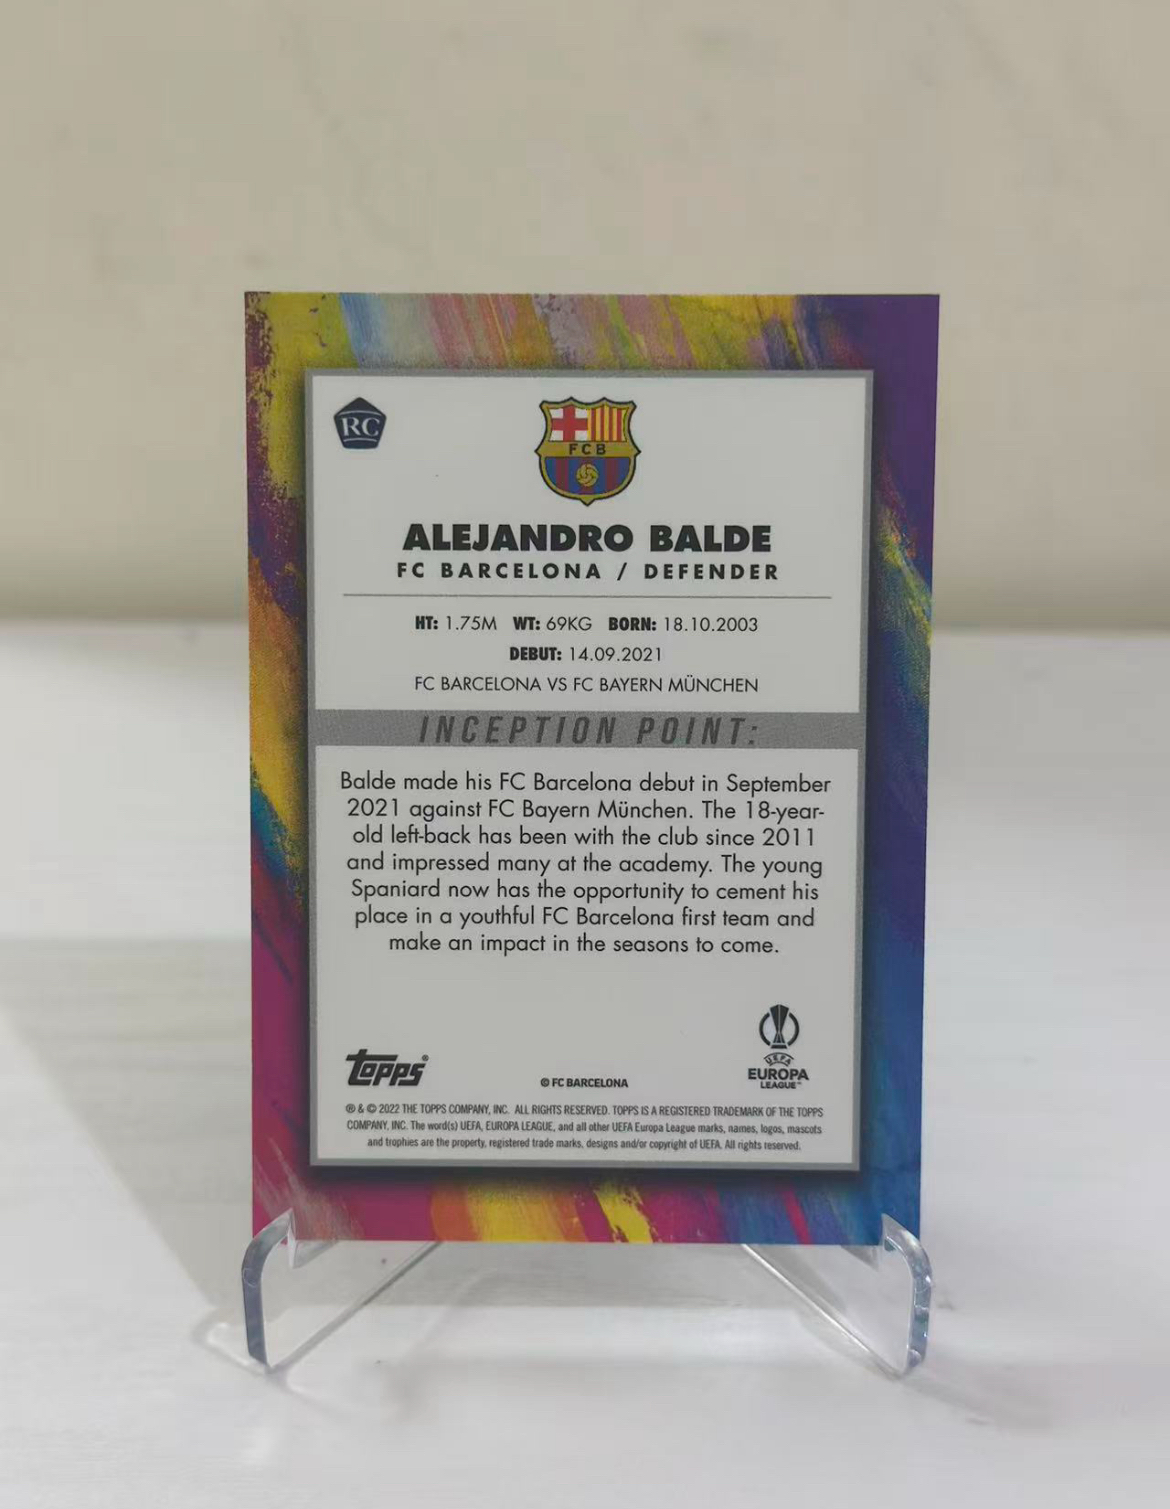 RC
FCB
ALEJANDRO BALDE
FC BARCELONA / DEFENDER
HT: 1.75M WT: 69KG BORN: 18.10.2003
DEBUT: 14.09.2021
FC BARCELONA VS FC BAYERN MÜNCHEN
INCEPTION POINT:
Balde made his FC Barcelona debut in September
2021 against FC Bayern München. The 18-year-
old left-back has been with the club since 2011
and impressed many at the academy. The young
Spaniard now has the opportunity to cement his
place in a youthful FC Barcelona first team and
make an impact in the seasons to come.
topps®
© FC BARCELONA
UEFA
EUROPA
LEAGUE™
® & © 2022 THE TOPPS COMPANY, INC. ALL RIGHTS RESERVED. TOPPS IS A REGISTERED TRADEMARK OF THE TOPPS
COMPANY, INC. The word(s) UEFA, EUROPA LEAGUE, and all other UEFA Europa League marks, names, logos, mascots
and trophies are the property, registered trade marks, designs and/or copyright of UEFA. All rights reserved.